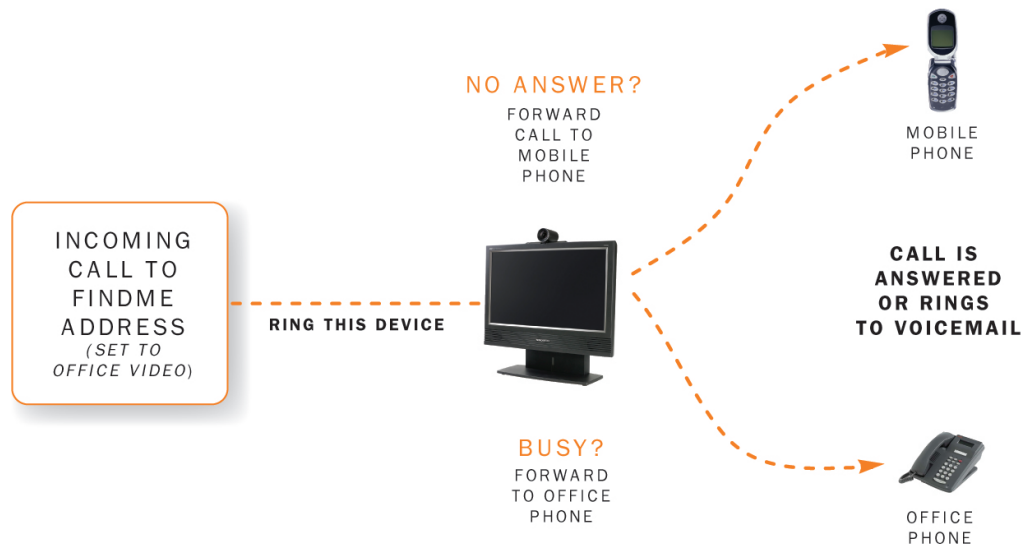 INCOMING
CALL TO
FINDME
ADDRESS
(SET TO
OFFICE VIDEO)
RING THIS DEVICE
NO ANSWER?
FORWARD
CALL TO
MOBILE
PHONE
BUSY?
FORWARD
TO OFFICE
PHONE
MOBILE
PHONE
CALL IS
ANSWERED
OR RINGS
TO VOICEMAIL
OFFICE
PHONE